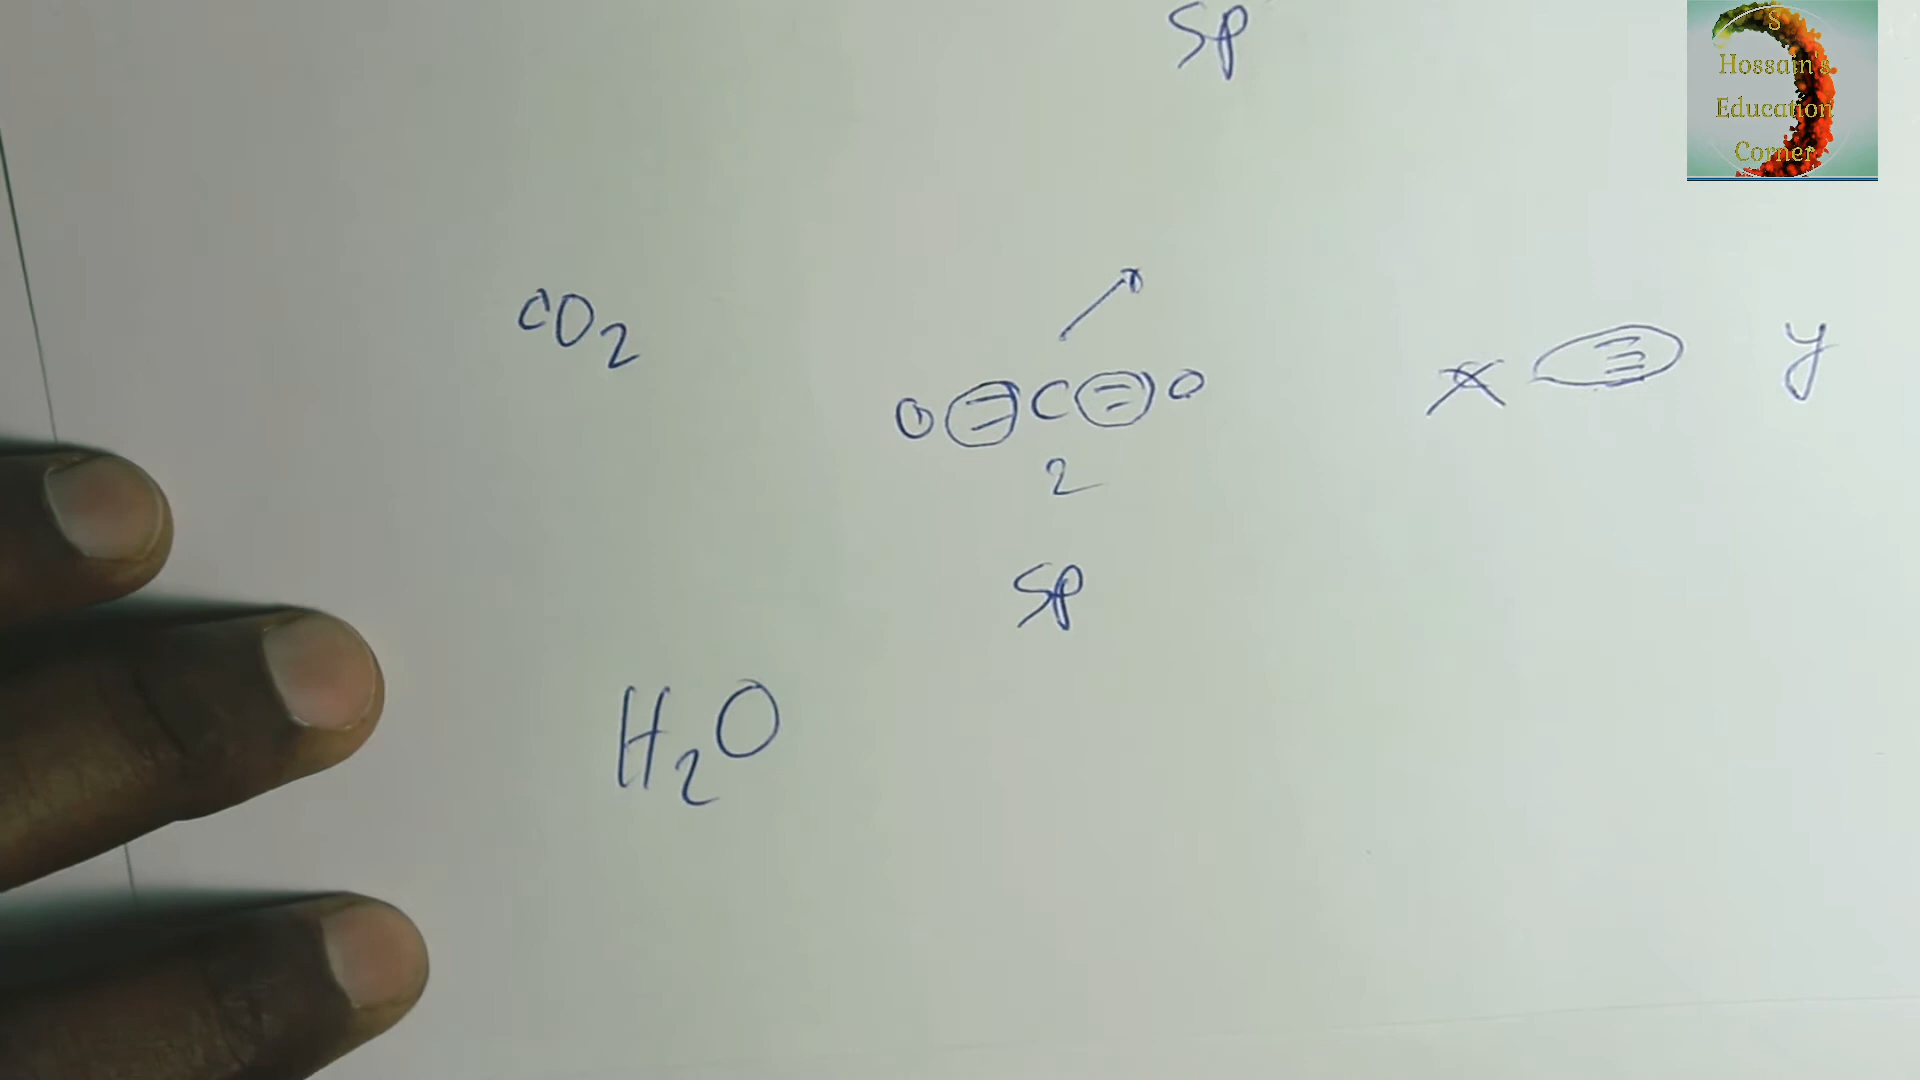 Sp
S
Hossain's
Education
Corner
CO2
O=C=O
x ≡ y
2
Sp
H2O